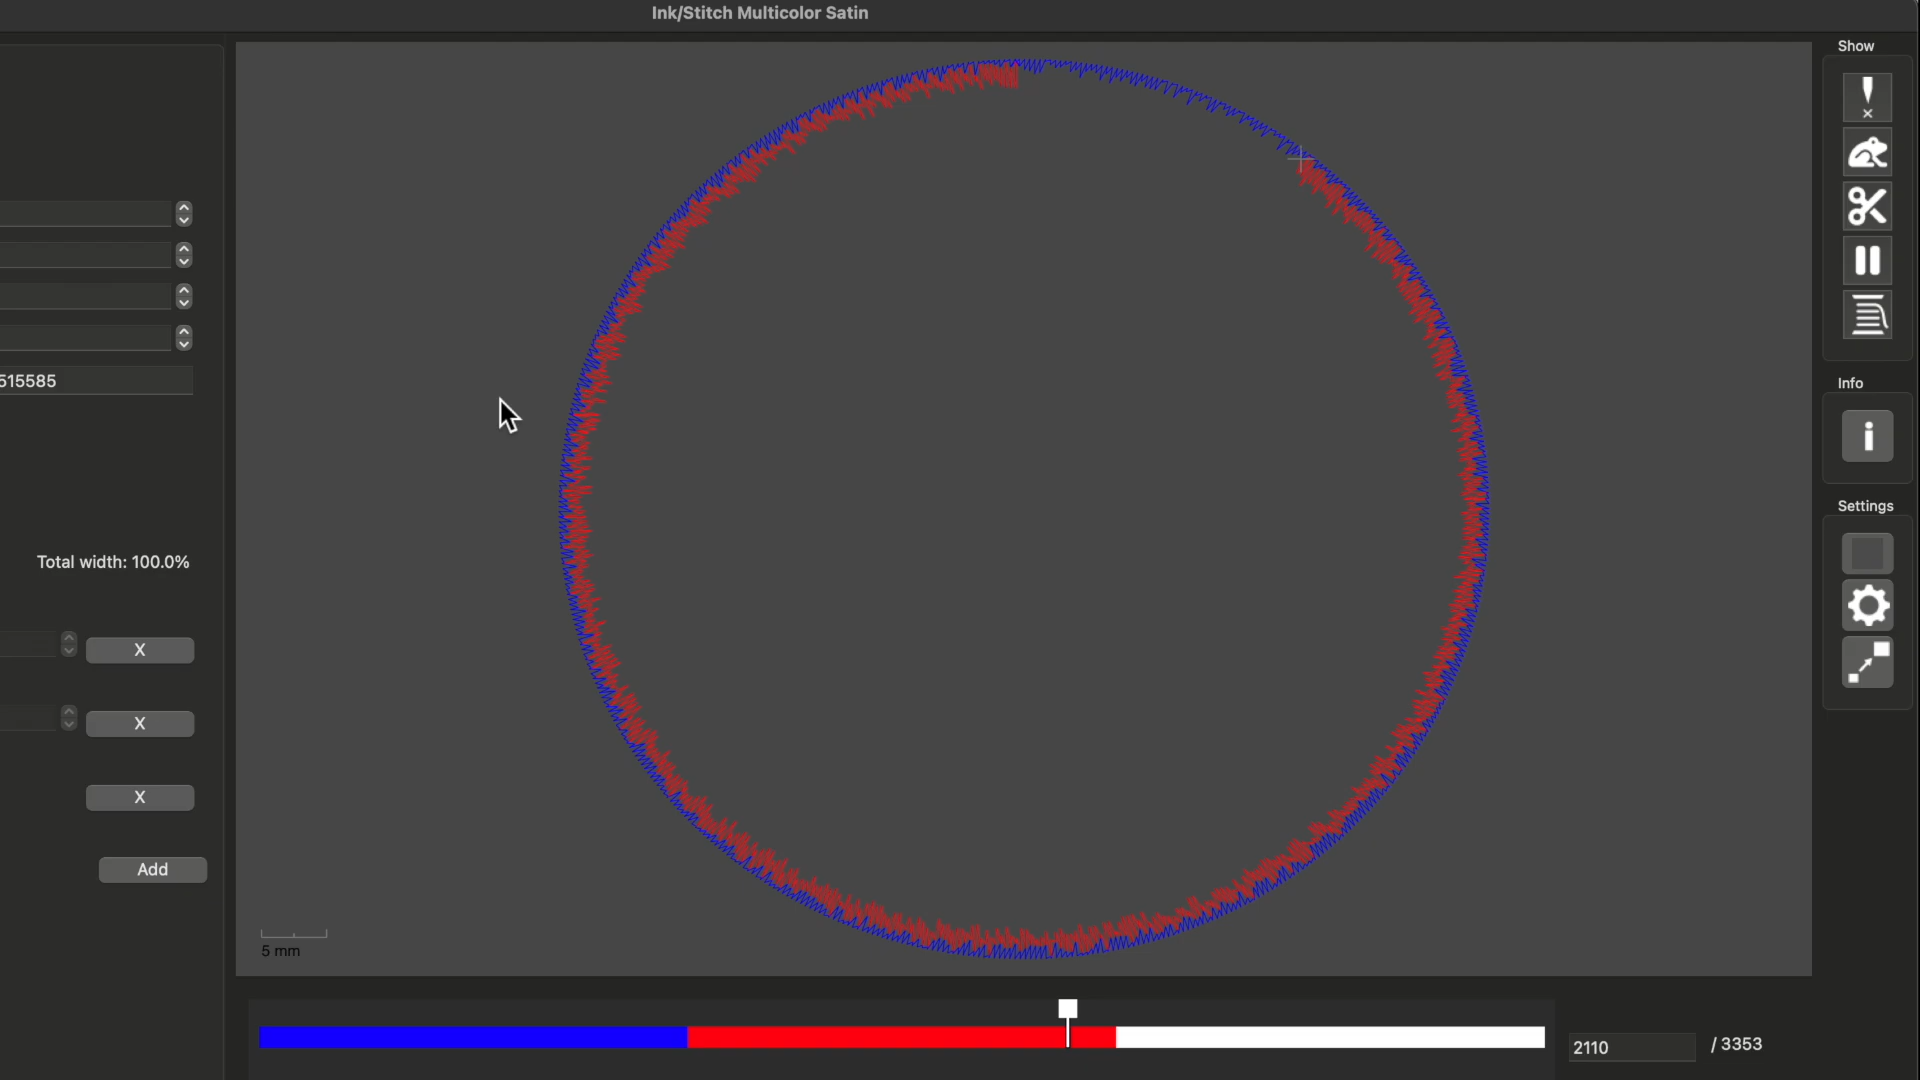 Ink/Stitch Multicolor Satin
Show
515585
Info
Settings
Total width: 100.0%
X
X
X
Add
5 mm
2110 / 3353